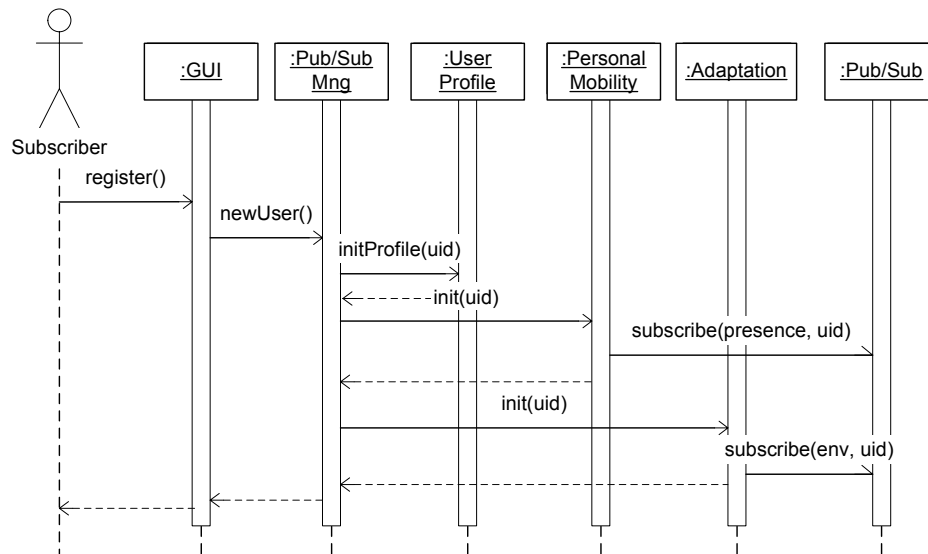 :GUI
:Pub/Sub
Mng
:User
Profile
:Personal
Mobility
:Adaptation
:Pub/Sub
Subscriber
register()
newUser()
initProfile(uid)
init(uid)
subscribe(presence, uid)
init(uid)
subscribe(env, uid)